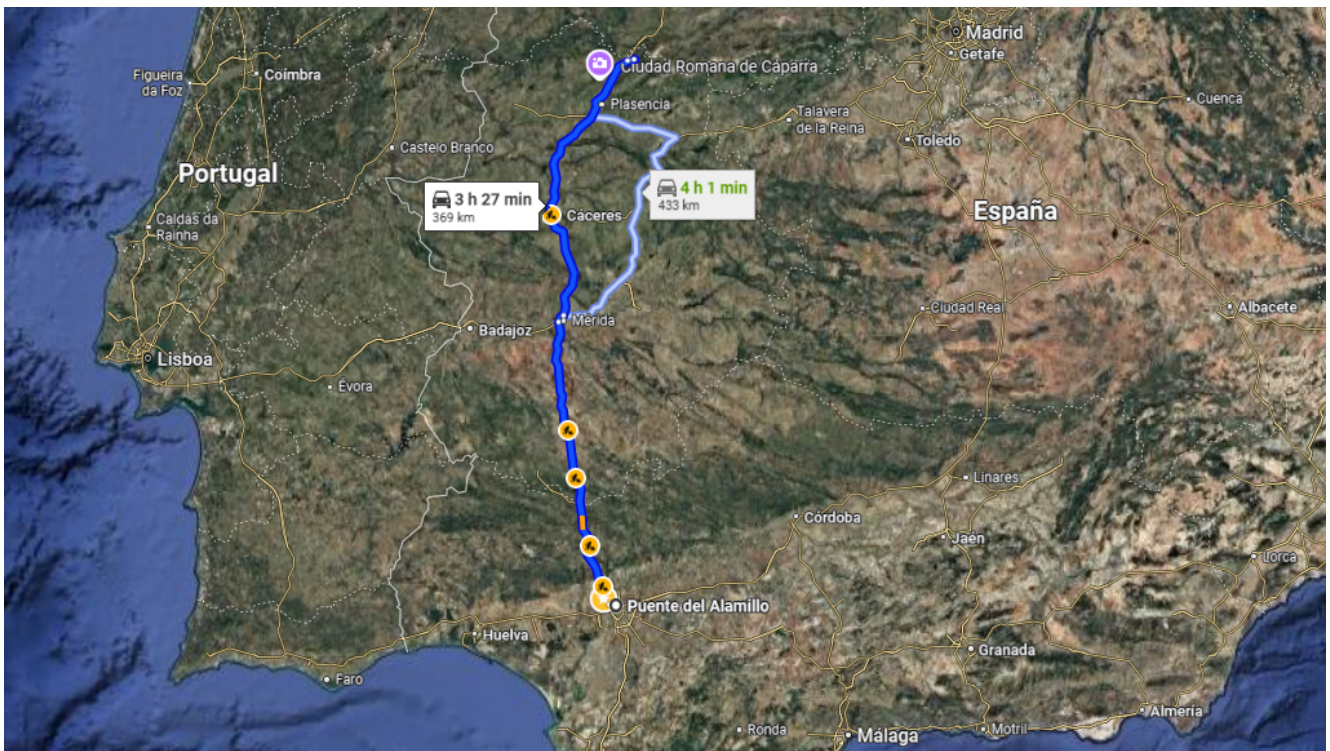 Madrid
Getafe
Coímbra
Figueira
da Foz
Ciudad Romana de Cáparra
Plasencia
Talavera
de la Reina
Cuenca
Toledo
Castelo Branco
Portugal
3 h 27 min
369 km
4 h 1 min
433 km
Cáceres
España
Caldas da
Rainha
Mérida
Badajoz
Ciudad Real
Albacete
Lisboa
Évora
Linares
Córdoba
Jaén
Lorca
Puente del Alamillo
Huelva
Granada
Faro
Almería
Ronda
Málaga
Motril